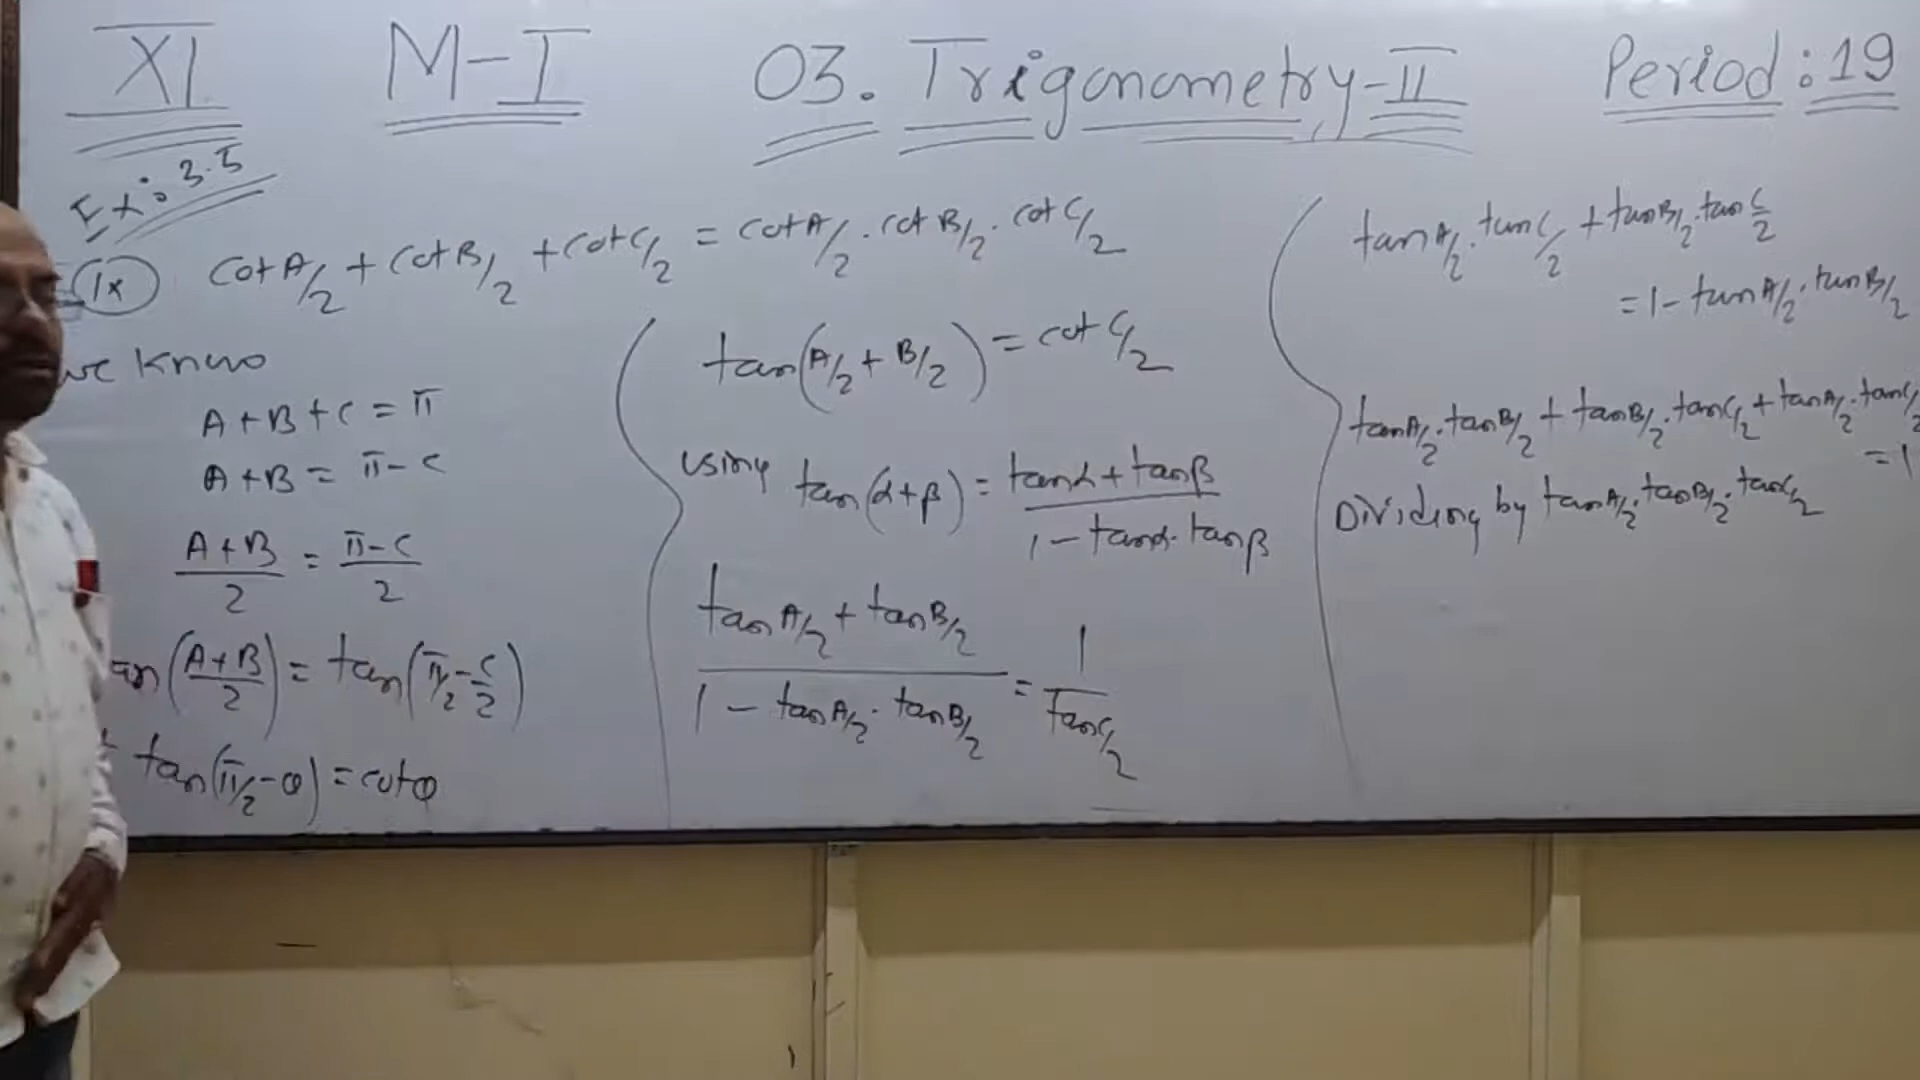 XI M-I 03. Trigonometry-II Period: 19
Ex: 3.5
ix cot A/2 + cot B/2 + cot C/2 = cot A/2 . cot B/2 . cot C/2
we know
A + B + C = π
A + B = π - C
(A + B)/2 = (π - C)/2
an((A + B)/2) = tan(π/2 - C/2)
tan(π/2 - θ) = cot θ
tan(A/2 + B/2) = cot C/2
using tan(α + β) = (tan α + tan β)/(1 - tan α . tan β)
(tan A/2 + tan B/2)/(1 - tan A/2 . tan B/2) = 1/(tan C/2)
tan A/2 . tan C/2 + tan B/2 . tan C/2
= 1 - tan A/2 . tan B/2
tan A/2 . tan B/2 + tan B/2 . tan C/2 + tan A/2 . tan C/2
= 1
Dividing by tan A/2 . tan B/2 . tan C/2